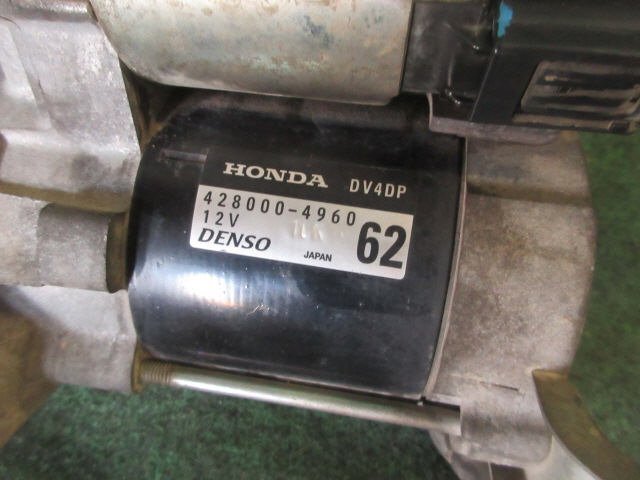 HONDA DV4DP
428000-4960
12V
DENSO JAPAN 62